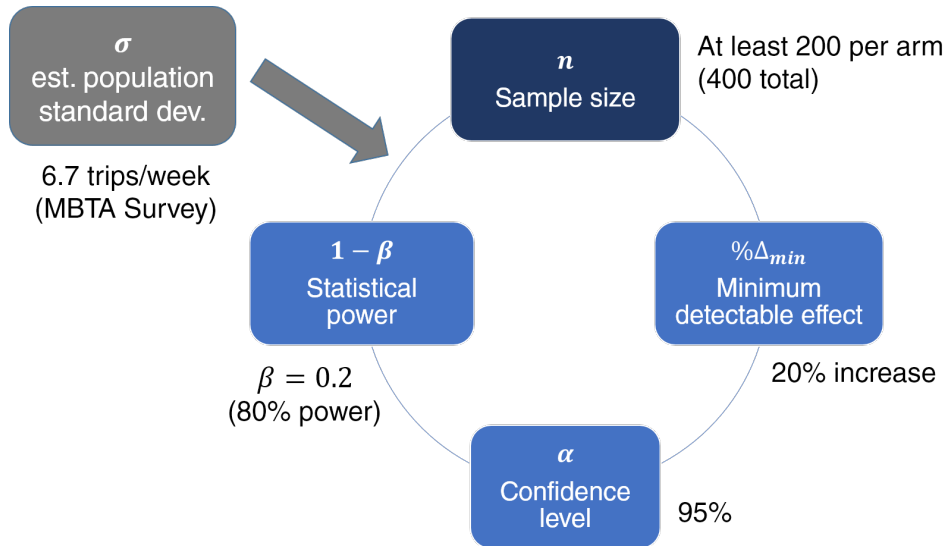 σ
est. population
standard dev.
6.7 trips/week
(MBTA Survey)
n
Sample size
At least 200 per arm
(400 total)
1 − β
Statistical
power
β = 0.2
(80% power)
%Δmin
Minimum
detectable effect
20% increase
α
Confidence
level
95%